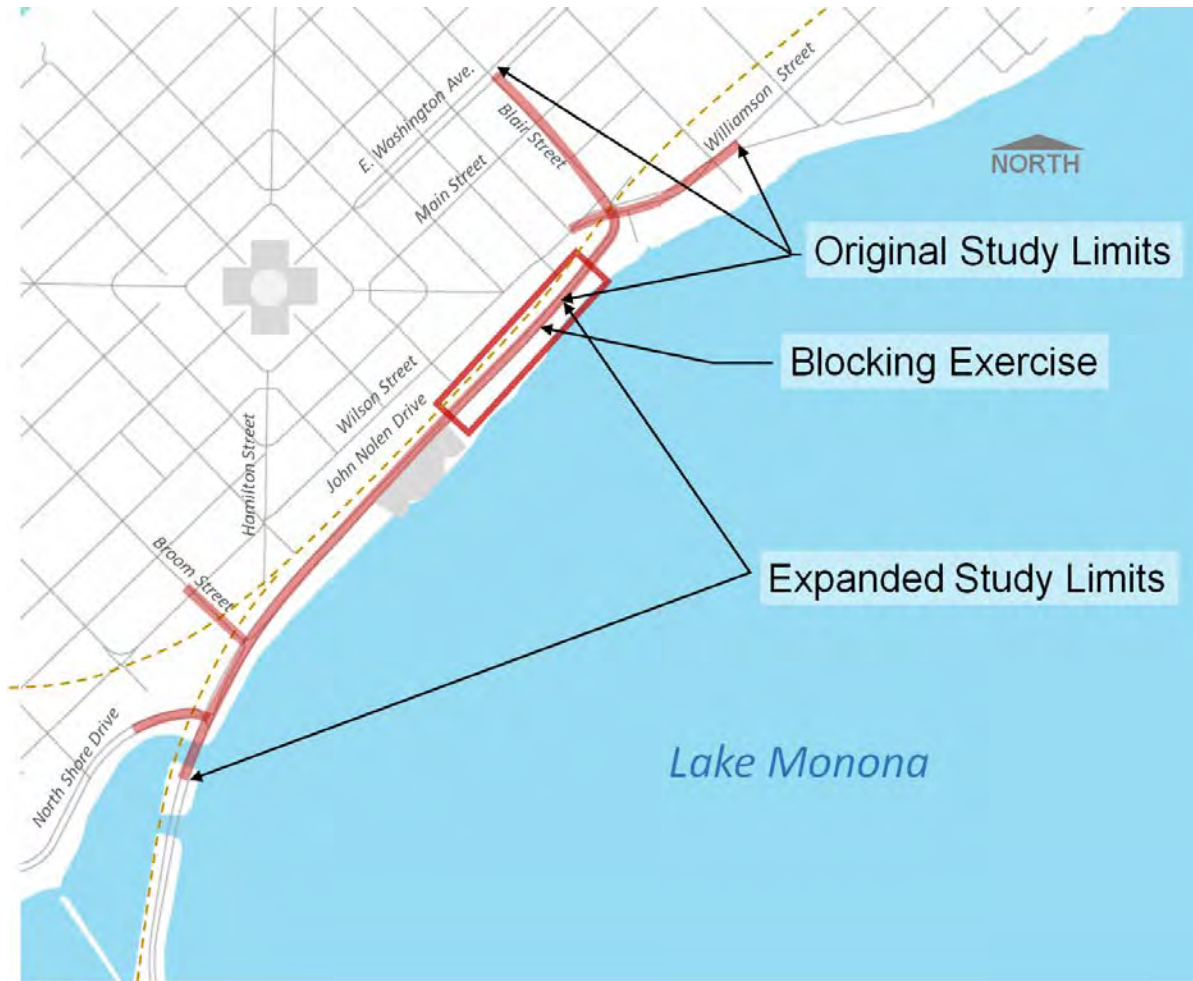 E. Washington Ave.
Blair Street
Williamson Street
Main Street
NORTH
Original Study Limits
Blocking Exercise
Wilson Street
John Nolen Drive
Hamilton Street
Broom Street
Expanded Study Limits
North Shore Drive
Lake Monona